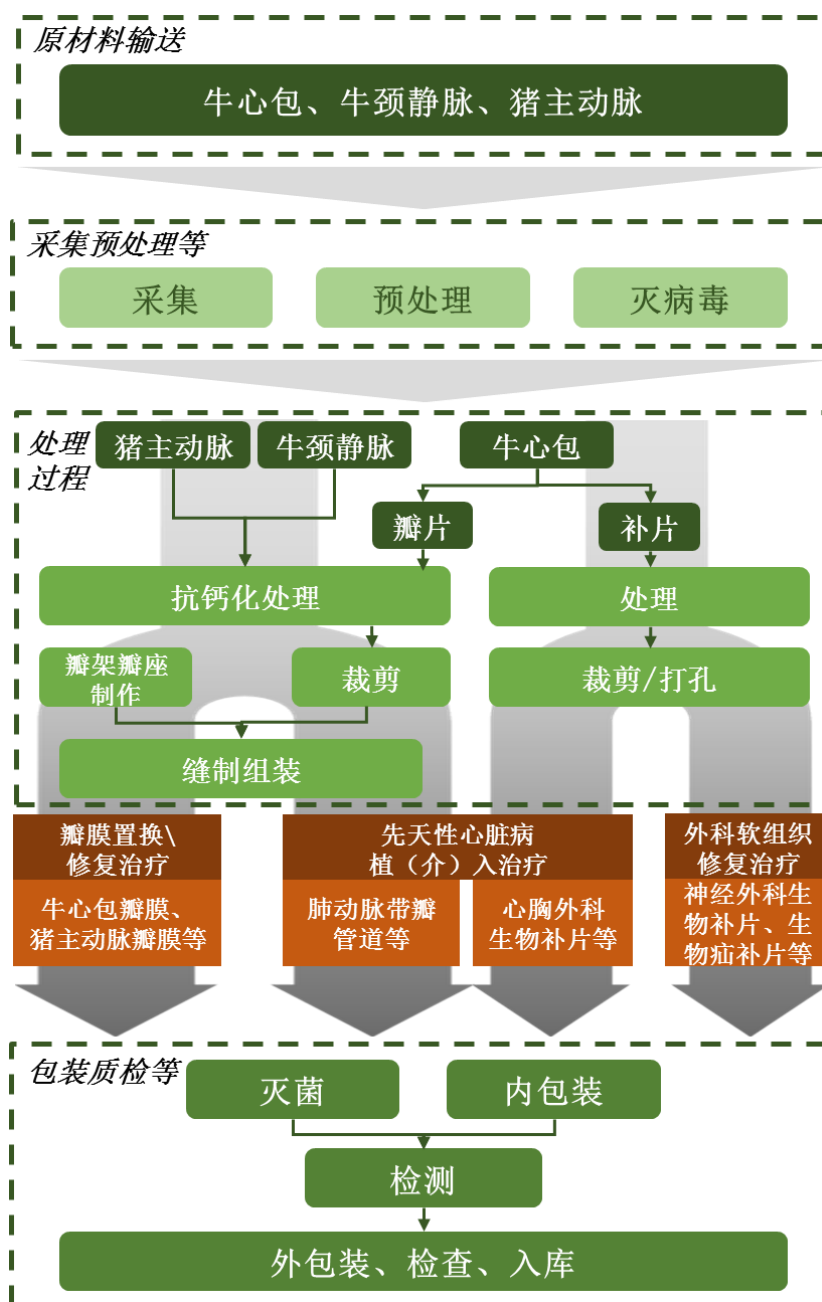 原材料输送
牛心包、牛颈静脉、猪主动脉
采集预处理等
采集
预处理
灭病毒
处理
过程
猪主动脉
牛颈静脉
牛心包
瓣片
补片
抗钙化处理
处理
瓣架瓣座
制作
裁剪
裁剪/打孔
缝制组装
瓣膜置换\
修复治疗
牛心包瓣膜、
猪主动脉瓣膜等
先天性心脏病
植（介）入治疗
肺动脉带瓣
管道等
心胸外科
生物补片等
外科软组织
修复治疗
神经外科生
物补片、生
物疝补片等
包装质检等
灭菌
内包装
检测
外包装、检查、入库